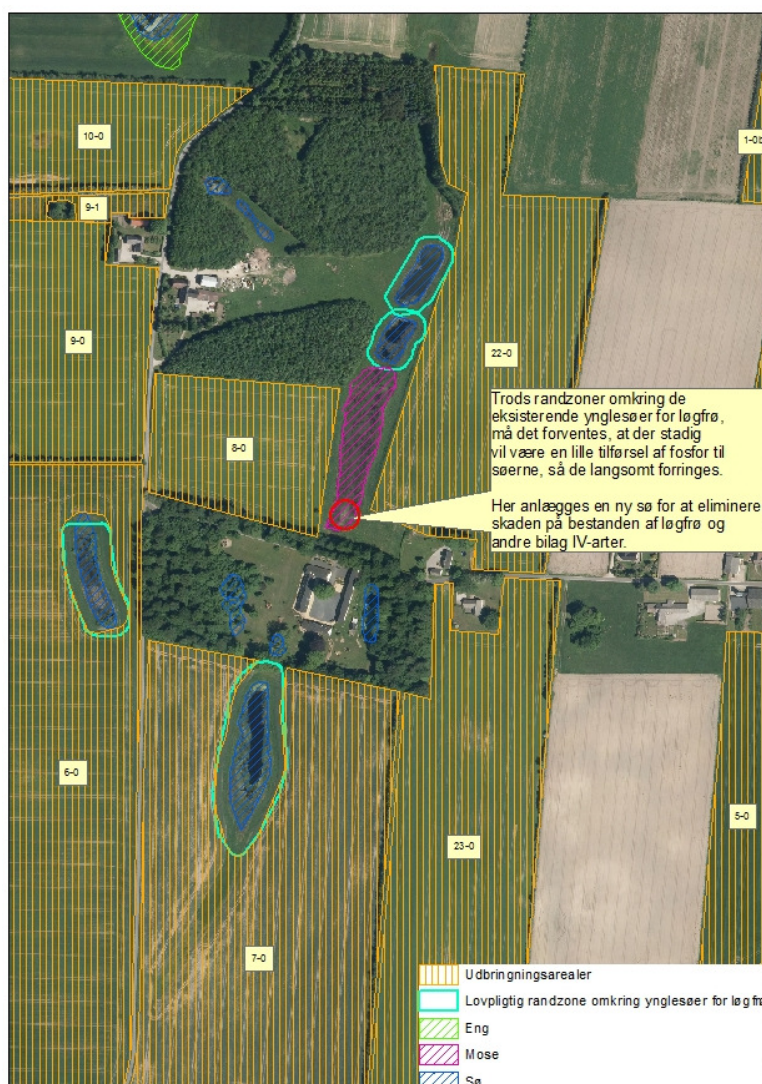 10-0
1-0b
9-1
9-0
22-0
8-0
Trods randzoner omkring de
eksisterende ynglesøer for løgfrø,
må det forventes, at der stadig
vil være en lille tilførsel af fosfor til
søerne, så de langsomt forringes.
Her anlægges en ny sø for at eliminere
skaden på bestanden af løgfrø og
andre bilag IV-arter.
6-0
5-0
23-0
7-0
Udbringningsarealer
Lovpligtig randzone omkring ynglesøer for løgfrø
Eng
Mose
Sø